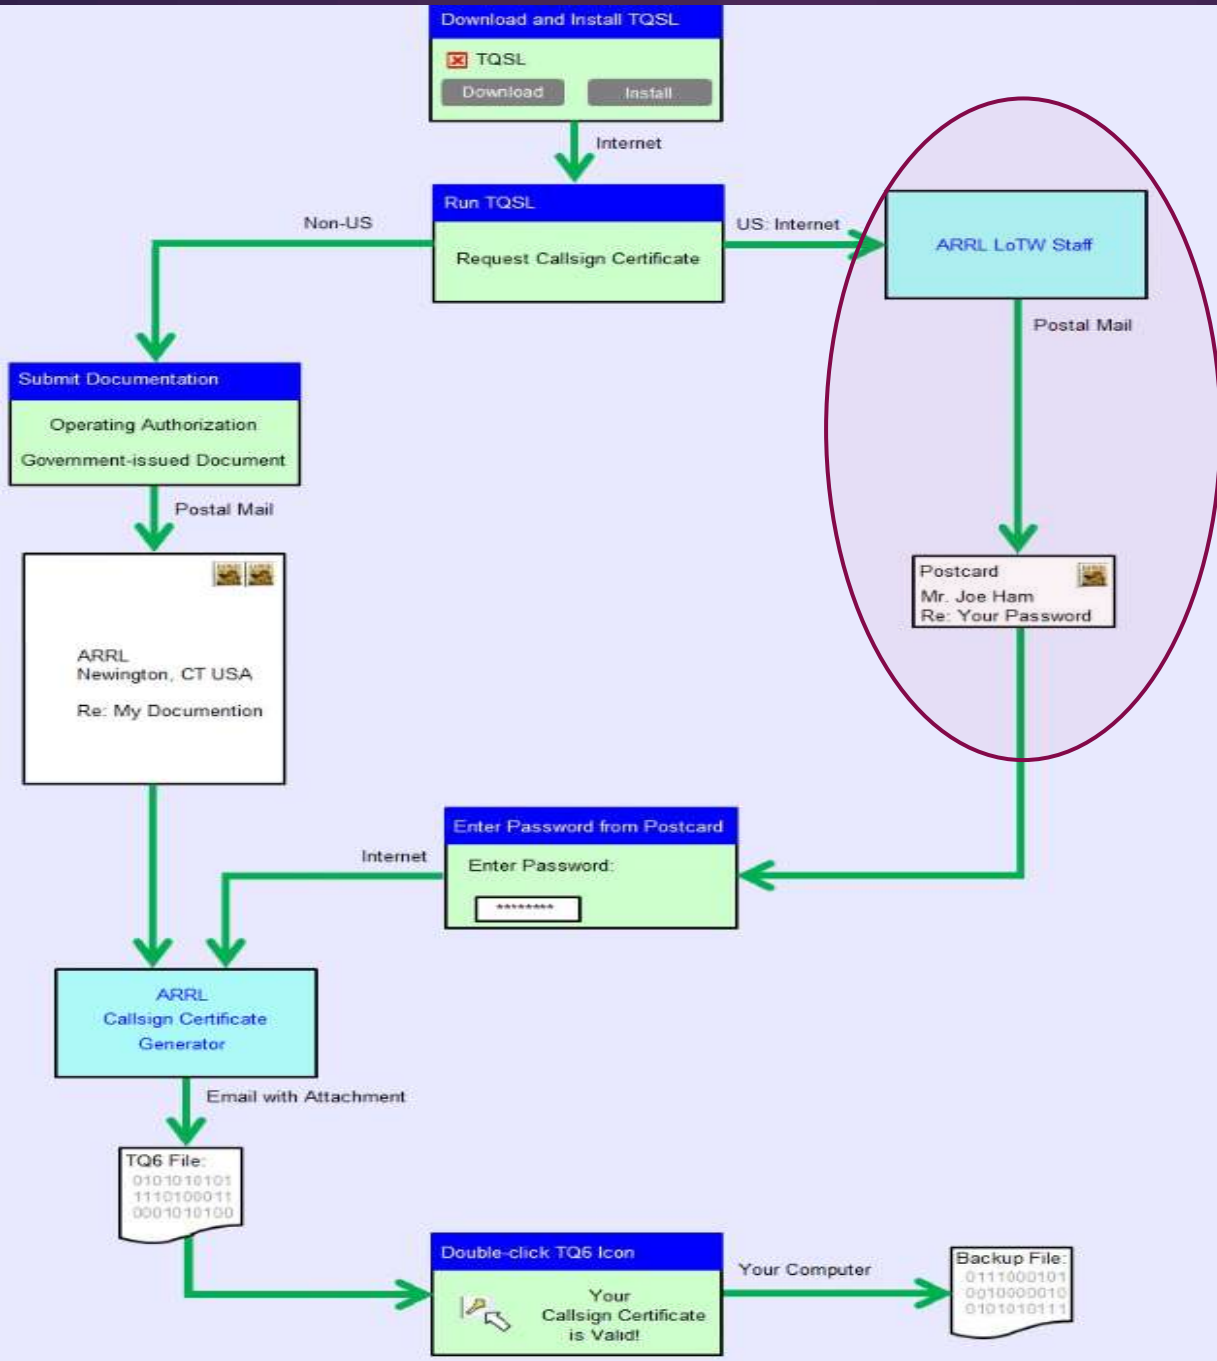 Download and Install TQSL
TQSL
Download
Install
Internet
Run TQSL
Request Callsign Certificate
Non-US
US: Internet
ARRL LoTW Staff
Postal Mail
Submit Documentation
Operating Authorization
Government-issued Document
Postal Mail
ARRL
Newington, CT USA
Re: My Documention
Postcard
Mr. Joe Ham
Re: Your Password
Enter Password from Postcard
Enter Password:
********
Internet
ARRL
Callsign Certificate
Generator
Email with Attachment
TQ6 File:
0101010101
1110100011
0001010100
Double-click TQ6 Icon
Your
Callsign Certificate
is Valid!
Your Computer
Backup File:
0111000101
0010000010
0101010111